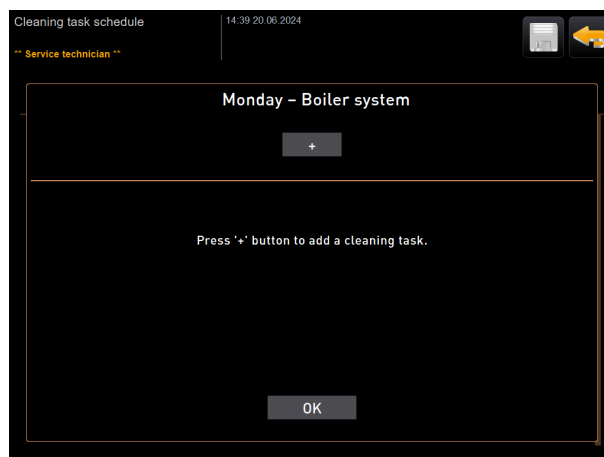 Cleaning task schedule
14:39 20.06.2024
** Service technician **
Monday – Boiler system
+
Press '+' button to add a cleaning task.
OK